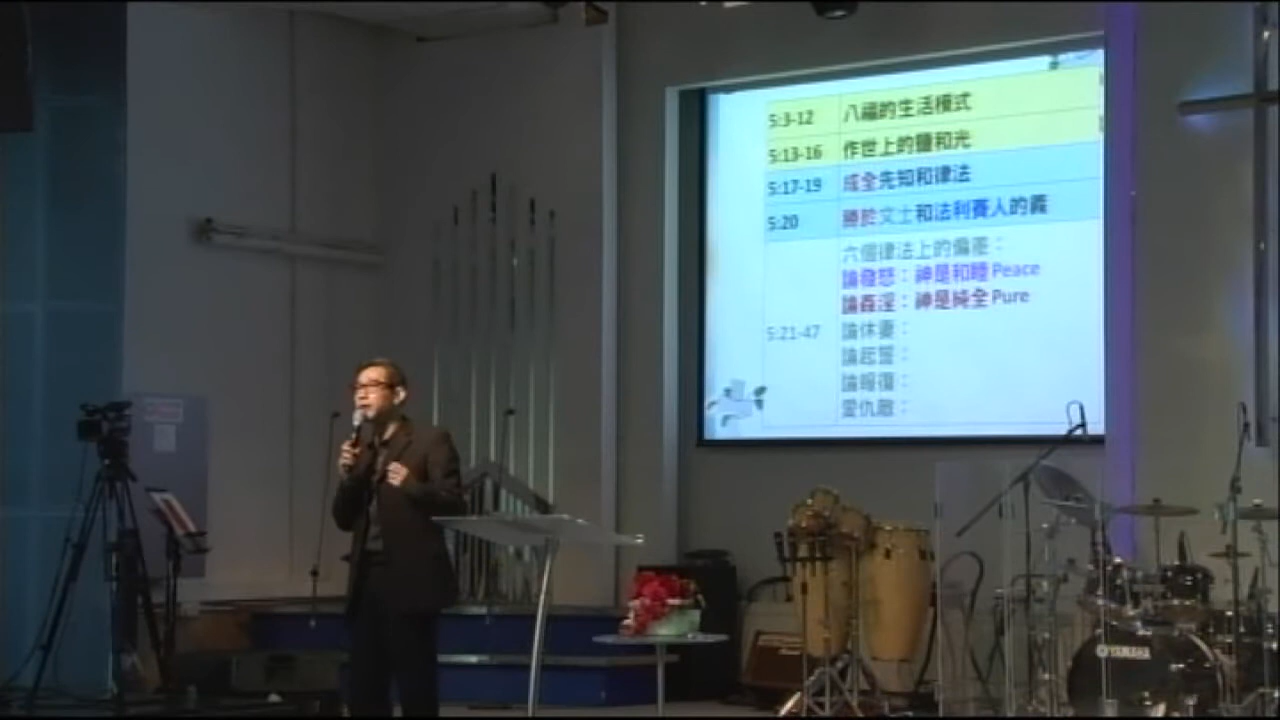 5:3-12 八福的生活模式
5:13-16 作世上的鹽和光
5:17-19 成全先知和律法
5:20 勝於文士和法利賽人的義
六個律法上的偏差：
論發怒：神是和睦 Peace
論姦淫：神是純全 Pure
5:21-47 論休妻：
論起誓：
論報復：
愛仇敵：
YAMAHA